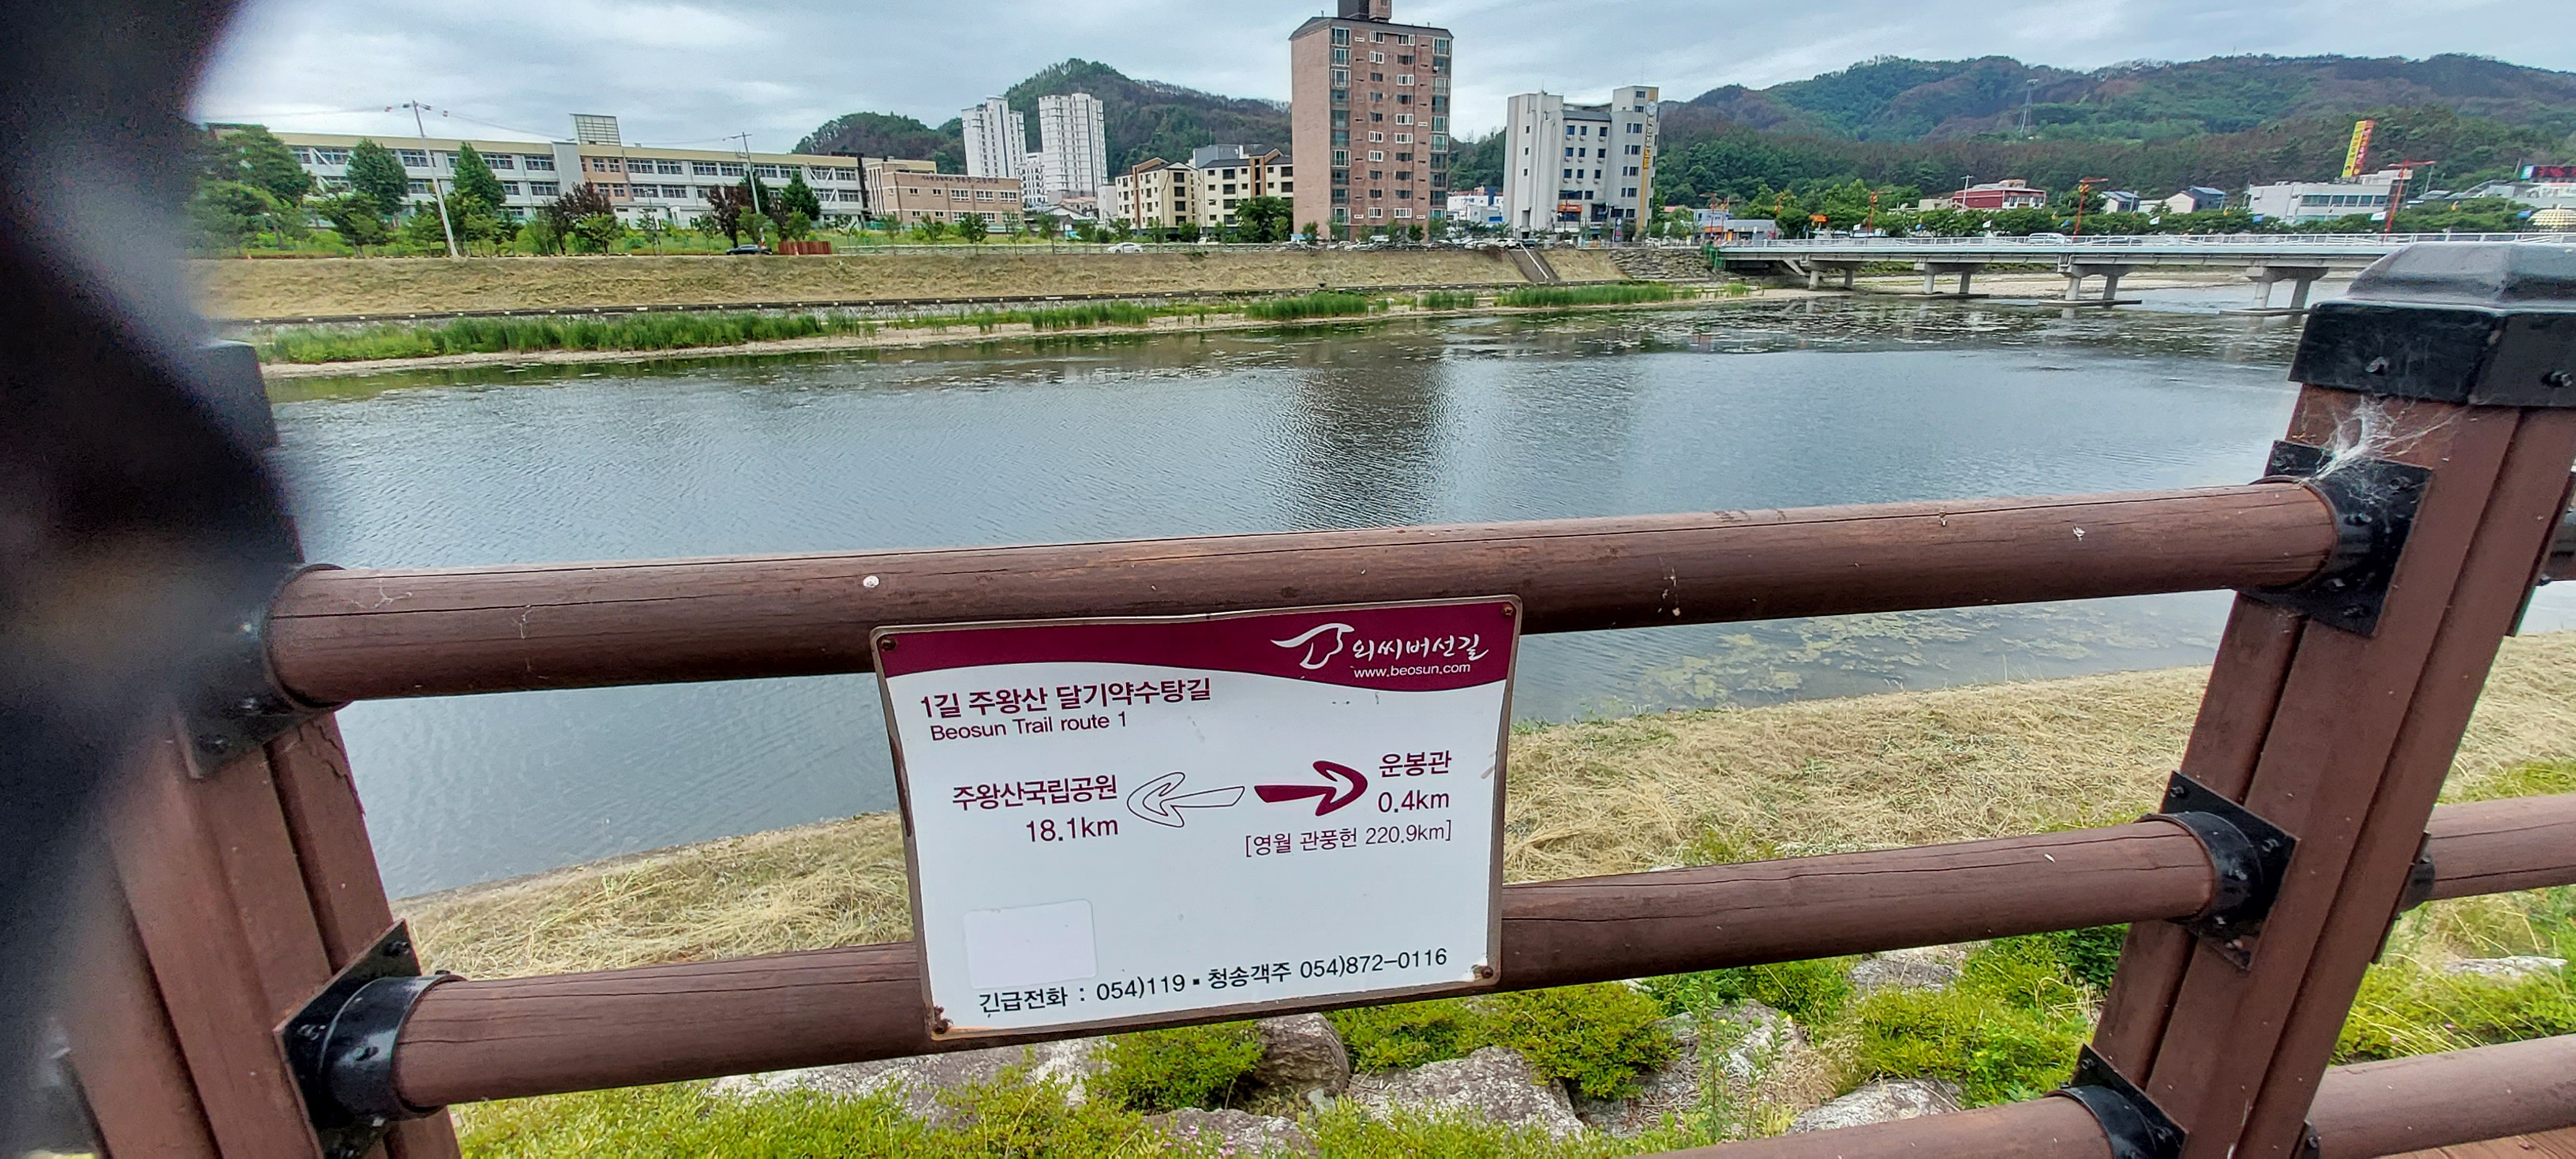 외씨버선길
www.beosun.com
1길 주왕산 달기약수탕길
Beosun Trail route 1
주왕산국립공원
18.1km
운봉관
0.4km
[영월 관풍헌 220.9km]
긴급전화 : 054)119 ▪ 청송객주 054)872-0116